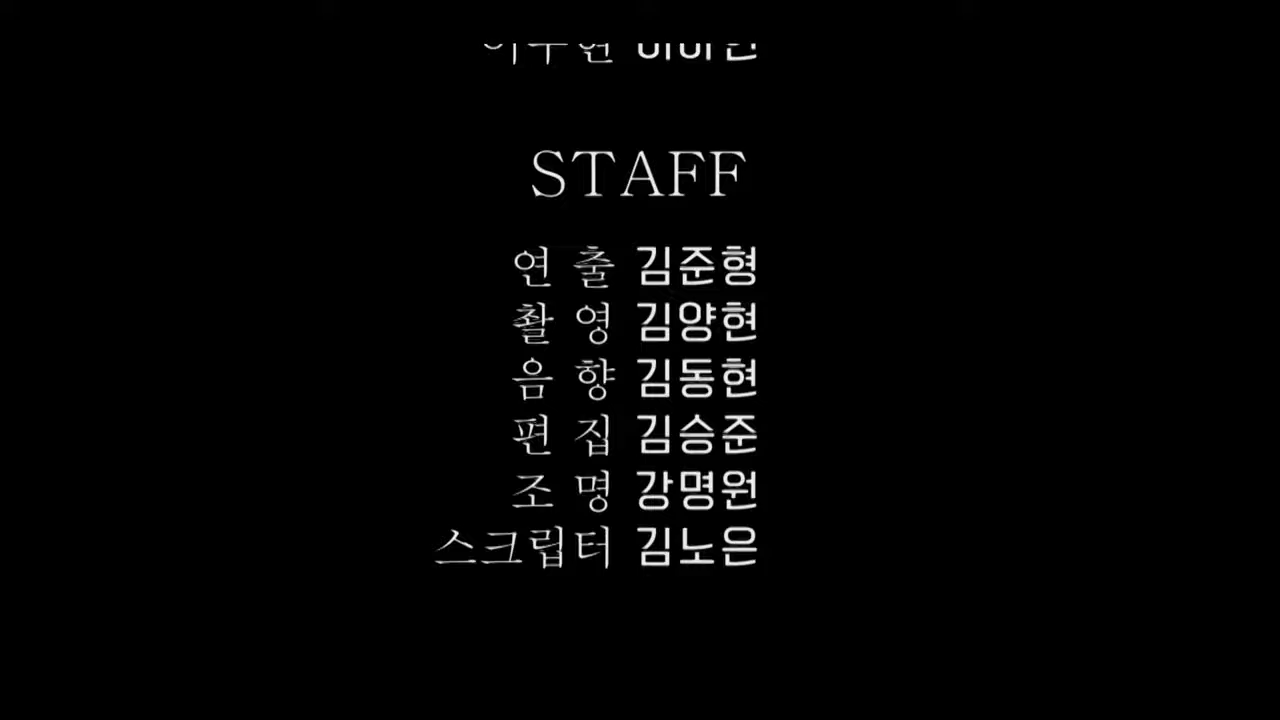 STAFF
연 출 김준형
촬 영 김양현
음 향 김동현
편 집 김승준
조 명 강명원
스크립터 김노은